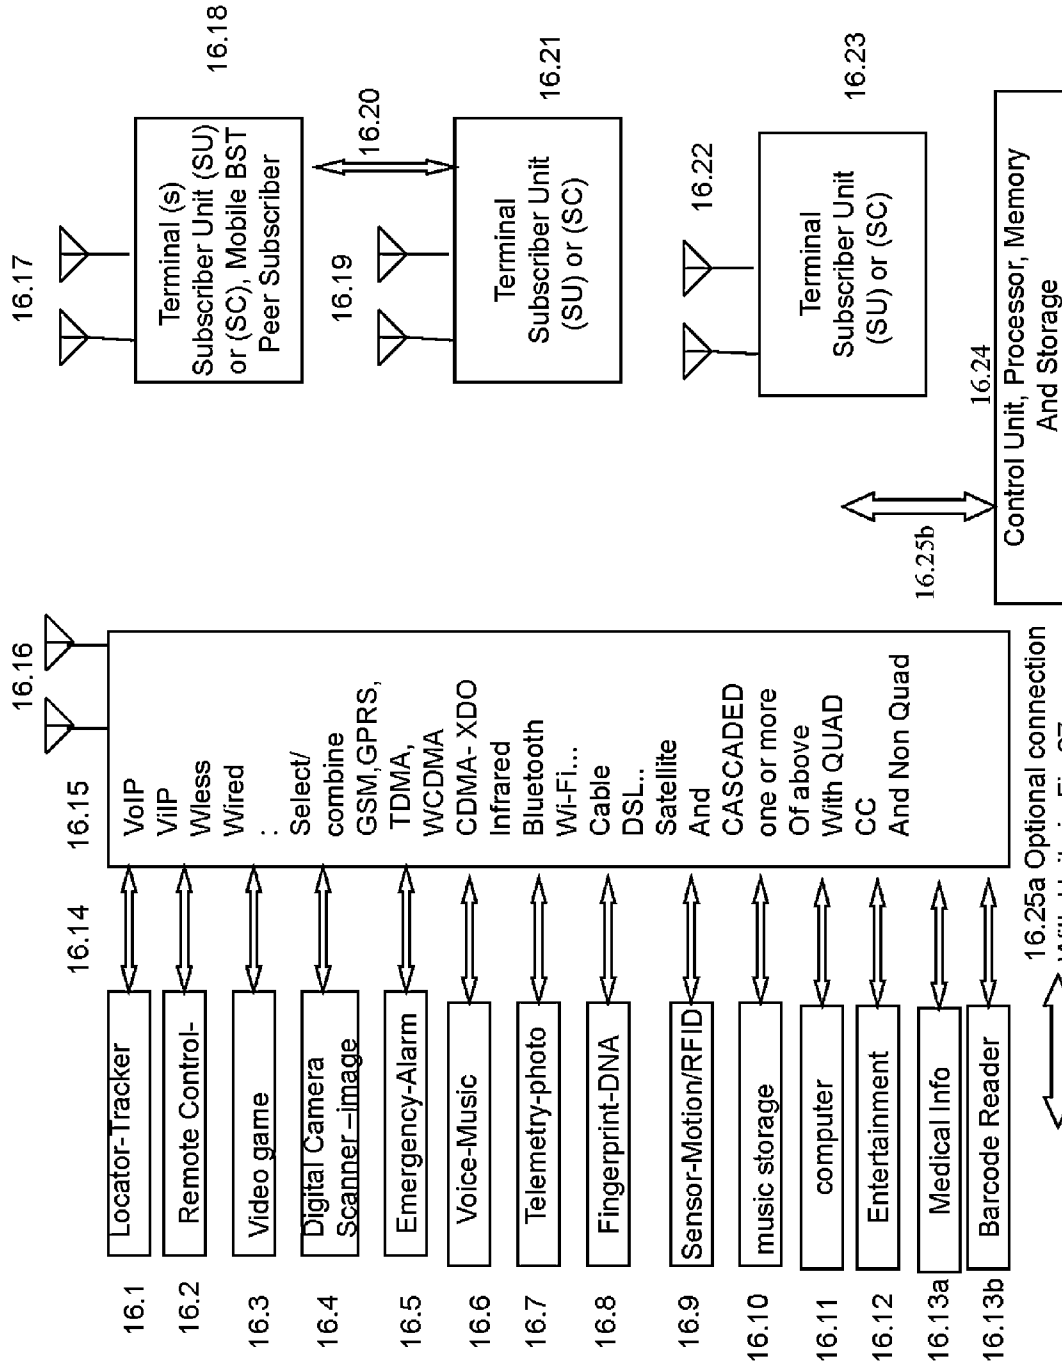 16.1
Locator-Tracker
16.2
Remote Control-
16.3
Video game
16.4
Digital Camera
Scanner–image
16.5
Emergency-Alarm
16.6
Voice-Music
16.7
Telemetry-photo
16.8
Fingerprint-DNA
16.9
Sensor-Motion/RFID
16.10
music storage
16.11
computer
16.12
Entertainment
16.13a
Medical Info
16.13b
Barcode Reader
16.14
16.15
VoIP
ViIP
Wless
Wired
:
Select/
combine
GSM,GPRS,
TDMA,
WCDMA
CDMA- XDO
Infrared
Bluetooth
Wi-Fi...
Cable
DSL..
Satellite
And
CASCADED
one or more
Of above
With QUAD
CC
And Non Quad
16.16
16.17
Terminal (s)
Subscriber Unit (SU)
or (SC), Mobile BST
Peer Subscriber
16.18
16.19
16.20
Terminal
Subscriber Unit
(SU) or (SC)
16.21
16.22
Terminal
Subscriber Unit
(SU) or (SC)
16.23
16.24
16.25b
Control Unit, Processor, Memory
And Storage
16.25a Optional connection